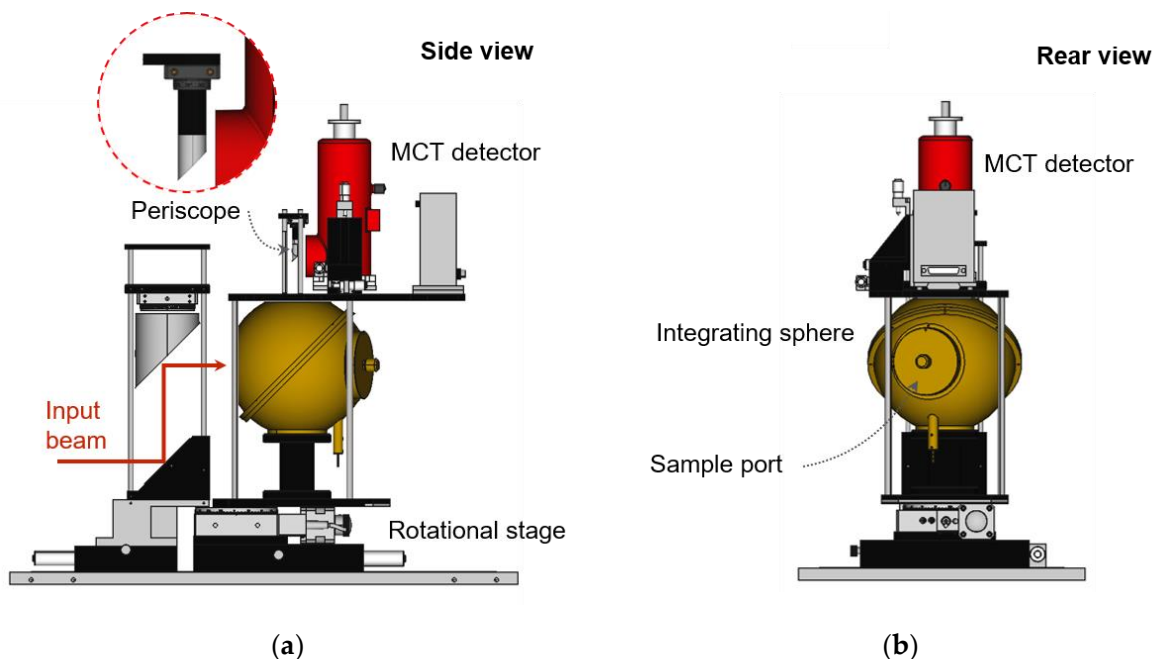 Side view
Rear view
MCT detector
MCT detector
Periscope
Integrating sphere
Input
beam
Sample port
Rotational stage
(a)
(b)